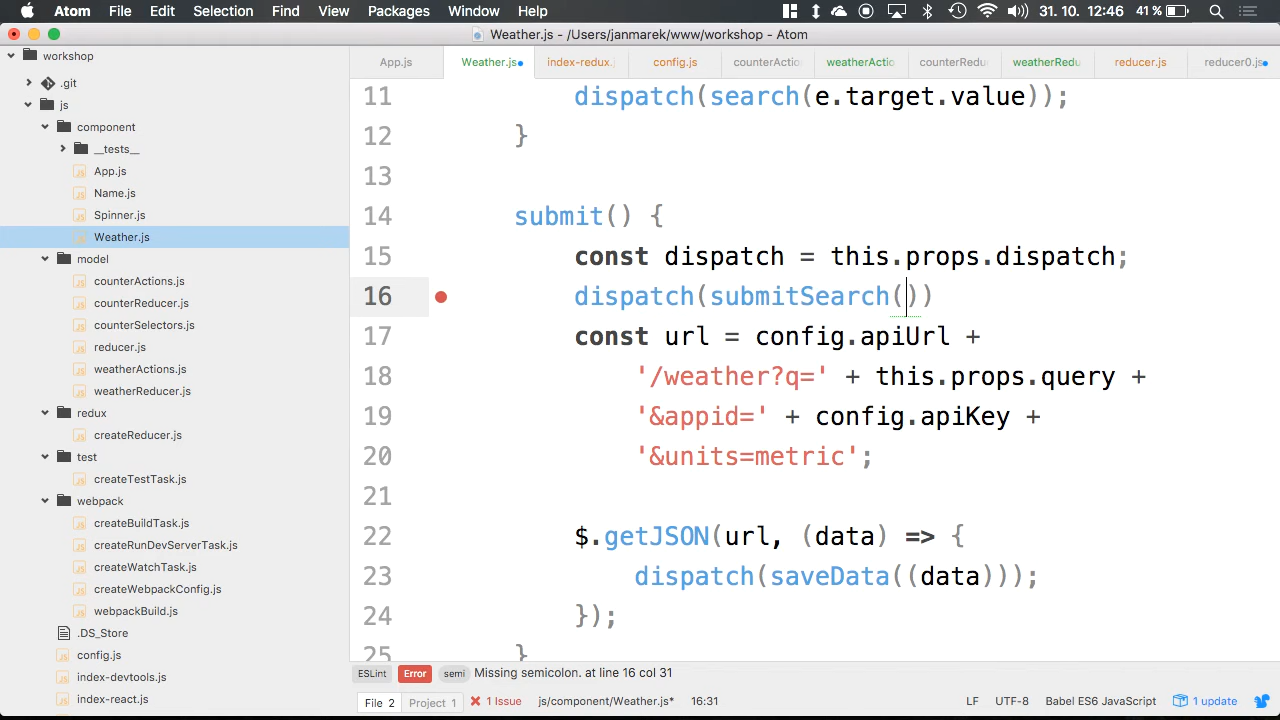 Atom File Edit Selection Find View Packages Window Help 31. 10. 12:46 41%
Weather.js - /Users/janmarek/www/workshop - Atom
workshop
.git
js
component
__tests__
App.js
Name.js
Spinner.js
Weather.js
model
counterActions.js
counterReducer.js
counterSelectors.js
reducer.js
weatherActions.js
weatherReducer.js
redux
createReducer.js
test
createTestTask.js
webpack
createBuildTask.js
createRunDevServerTask.js
createWatchTask.js
createWebpackConfig.js
webpackBuild.js
.DS_Store
config.js
index-devtools.js
index-react.js
App.js Weather.js index-redux. config.js counterActio weatherActio counterRedu weatherRedu reducer.js reducer0.js
11 dispatch(search(e.target.value));
12 }
13
14 submit() {
15 const dispatch = this.props.dispatch;
16 dispatch(submitSearch())
17 const url = config.apiUrl +
18 '/weather?q=' + this.props.query +
19 '&appid=' + config.apiKey +
20 '&units=metric';
21
22 $.getJSON(url, (data) => {
23 dispatch(saveData((data)));
24 });
25 }
ESLint Error semi Missing semicolon. at line 16 col 31
File 2 Project 1 1 Issue js/component/Weather.js* 16:31 LF UTF-8 Babel ES6 JavaScript 1 update